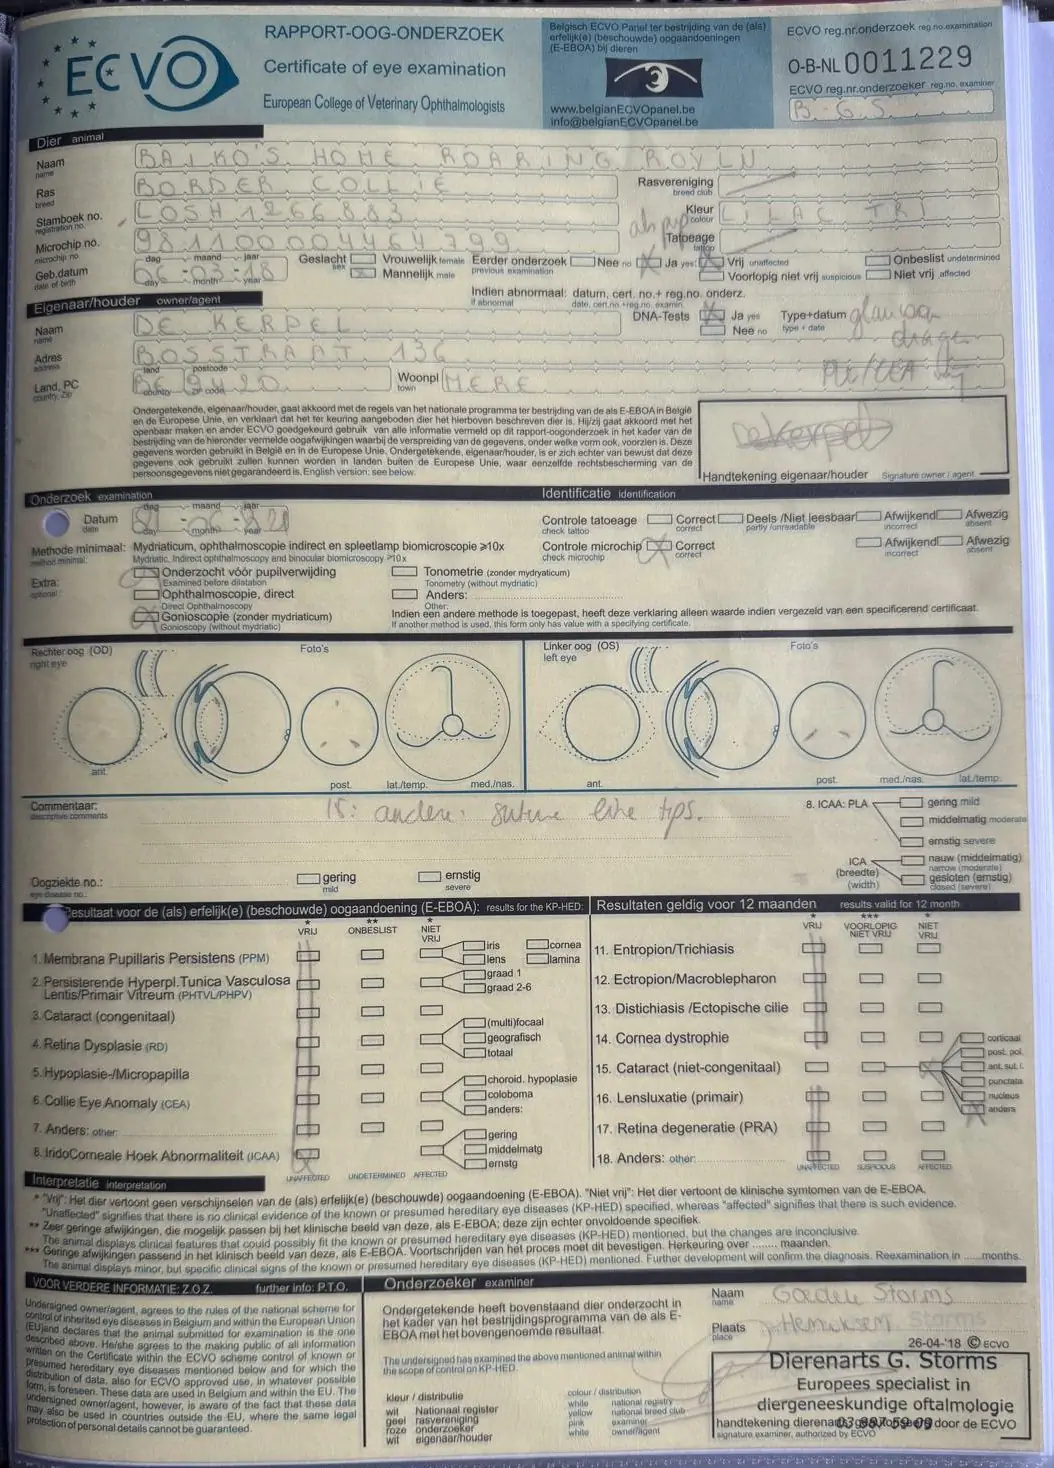 ECVO
RAPPORT-OOG-ONDERZOEK
Certificate of eye examination
European College of Veterinary Ophthalmologists
Belgisch ECVO Panel ter bestrijding van de (als)
erfelijk(e) (beschouwde) oogaandoeningen
(E-EBOA) bij dieren
www.belgianECVOpanel.be
info@belgianECVOpanel.be
ECVO reg.nr.onderzoek reg.no.examination
O-B-NL 0011229
ECVO reg.nr.onderzoeker reg.no. examiner
B.G.S.
Dier animal
Naam name BALKO'S HOME ROARING ROYLU
Ras breed BORDER COLLIE
Rasvereniging breed club
Stamboek no. registration no. LOSH 1266883
Kleur colour LILAC TRI
Microchip no. microchip no. 981100004464799
Tatoeage tattoo
Geb.datum date of birth dag day maand month jaar year 06-03-18
Geslacht sex Vrouwelijk female Mannelijk male
Eerder onderzoek previous examination Nee no Ja yes: Vrij unaffected Onbeslist undetermined
Voorlopig niet vrij suspicious Niet vrij affected
Indien abnormaal: datum, cert. no.+ reg.no. onderz.
if abnormal date, cert.no.+reg.no. examin.
Eigenaar/houder owner/agent
DNA-Tests Ja yes Nee no Type+datum type + date
Naam name DE KERPEL
Adres address BOSSTRAAT 136
Land, PC country, Zip land country postcode zip code BE 9420 Woonpl town MERE
Ondergetekende, eigenaar/houder, gaat akkoord met de regels van het nationale programma ter bestrijding van de als E-EBOA in België
en de Europese Unie, en verklaart dat het ter keuring aangeboden dier het hierboven beschreven dier is. Hij/zij gaat akkoord met het
openbaar maken en ander ECVO goedgekeurd gebruik van alle informatie vermeld op dit rapport-oogonderzoek in het kader van de
bestrijding van de hieronder vermelde oogafwijkingen waarbij de verspreiding van de gegevens, onder welke vorm ook, voorzien is. Deze
gegevens worden gebruikt in België en in de Europese Unie. Ondergetekende, eigenaar/houder, is er zich echter van bewust dat deze
gegevens ook gebruikt zullen kunnen worden in landen buiten de Europese Unie, waar eenzelfde rechtsbescherming van de
persoonsgegevens niet gegarandeerd is. English version: see below.
Handtekening eigenaar/houder Signature owner / agent
Onderzoek examination
Identificatie Identification
Datum date dag day maand month jaar year
Controle tatoeage check tattoo Correct correct Deels /Niet leesbaar partly /unreadable Afwijkend incorrect Afwezig absent
Methode minimaal: Mydriaticum, ophthalmoscopie indirect en spleetlamp biomicroscopie ≥10x
method minimal: Mydriatic, Indirect ophthalmoscopy and binocular biomicroscopy ≥10x
Controle microchip check microchip Correct correct Afwijkend incorrect Afwezig absent
Extra: optional: Onderzocht vóór pupilverwijding
Examined before dilatation
Tonometrie (zonder mydryaticum)
Tonometry (without mydriatic)
Ophthalmoscopie, direct
Direct Ophthalmoscopy
Anders:
Other:
Gonioscopie (zonder mydriaticum)
Gonioscopy (without mydriatic)
Indien een andere methode is toegepast, heeft deze verklaring alleen waarde indien vergezeld van een specificerend certificaat.
If another method is used, this form only has value with a specifying certificate.
Rechter oog (OD) right eye Foto's
Linker oog (OS) left eye Foto's
ant. post. lat./temp. med./nas.
ant. post. med./nas. lat./temp.
Commentaar: descriptive comments
15: andere: suture line tips.
8. ICAA: PLA gering mild
middelmatig moderate
ernstig severe
ICA (breedte) (width) nauw (middelmatig) narrow (moderate)
gesloten (ernstig) closed (severe)
Oogziekte no.: eye disease no.: gering mild ernstig severe
Resultaat voor de (als) erfelijk(e) (beschouwde) oogaandoening (E-EBOA): results for the KP-HED:
Resultaten geldig voor 12 maanden results valid for 12 month
* VRIJ ** ONBESLIST * NIET VRIJ
1. Membrana Pupillaris Persistens (PPM) iris cornea lens lamina
2. Persisterende Hyperpl.Tunica Vasculosa
Lentis/Primair Vitreum (PHTVL/PHPV) graad 1 graad 2-6
3. Cataract (congenitaal)
4. Retina Dysplasie (RD) (multi)focaal geografisch totaal
5. Hypoplasie-/Micropapilla
6. Collie Eye Anomaly (CEA) choroid. hypoplasie coloboma anders:
7. Anders: other:
8. IridoCorneale Hoek Abnormaliteit (ICAA) gering middelmatg ernstg
UNAFFECTED UNDETERMINED AFFECTED
* VRIJ *** VOORLOPIG NIET VRIJ * NIET VRIJ
11. Entropion/Trichiasis
12. Ectropion/Macroblepharon
13. Distichiasis /Ectopische cilie
14. Cornea dystrophie
15. Cataract (niet-congenitaal) corticaal post. pol. ant. sut. l. punctata nucleus anders
16. Lensluxatie (primair)
17. Retina degeneratie (PRA)
18. Anders: other:
UNAFFECTED SUSPICIOUS AFFECTED
Interpretatie interpretation
* "Vrij": Het dier vertoont geen verschijnselen van de (als) erfelijk(e) (beschouwde) oogaandoening (E-EBOA). "Niet vrij": Het dier vertoont de klinische symtomen van de E-EBOA.
"Unaffected" signifies that there is no clinical evidence of the known or presumed hereditary eye diseases (KP-HED) specified, whereas "affected" signifies that there is such evidence.
** Zeer geringe afwijkingen, die mogelijk passen bij het klinische beeld van deze, als E-EBOA; deze zijn echter onvoldoende specifiek.
The animal displays clinical features that could possibly fit the known or presumed hereditary eye diseases (KP-HED) mentioned, but the changes are inconclusive.
*** Geringe afwijkingen passend in het klinisch beeld van deze, als E-EBOA. Voortschrijden van het proces moet dit bevestigen. Herkeuring over ........ maanden.
The animal displays minor, but specific clinical signs of the known or presumed hereditary eye diseases (KP-HED) mentioned. Further development will confirm the diagnosis. Reexamination in ......months.
VOOR VERDERE INFORMATIE: Z.O.Z. further info: P.T.O.
Undersigned owner/agent, agrees to the rules of the national scheme for
control of inherited eye diseases in Belgium and within the European Union
(EU)and declares that the animal submitted for examination is the one
described above. He/she agrees to the making public of all information
written on the Certificate within the ECVO scheme control of known or
presumed hereditary eye diseases mentioned below and for which the
distribution of data, also for ECVO approved use, in whatever possible
form, is foreseen. These data are used in Belgium and within the EU. The
undersigned owner/agent, however, is aware of the fact that these data
may also be used in countries outside the EU, where the same legal
protection of personal details cannot be guaranteed.
Onderzoeker examiner
Ondergetekende heeft bovenstaand dier onderzocht in
het kader van het bestrijdingsprogramma van de als E-
EBOA met het bovengenoemde resultaat.
The undersigned has examined the above mentioned animal within
the scope of control on KP-HED.
kleur / distributie colour / distribution
wit Nationaal register white national registry
geel rasvereniging yellow national breed club
roze onderzoeker pink examiner
wit eigenaar/houder white owner/agent
Naam name Storms
Plaats place
26-04-'18 © ECVO
Dierenarts G. Storms
Europees specialist in
diergeneeskundige oftalmologie
03 987 59 09
signature examiner, authorized by ECVO